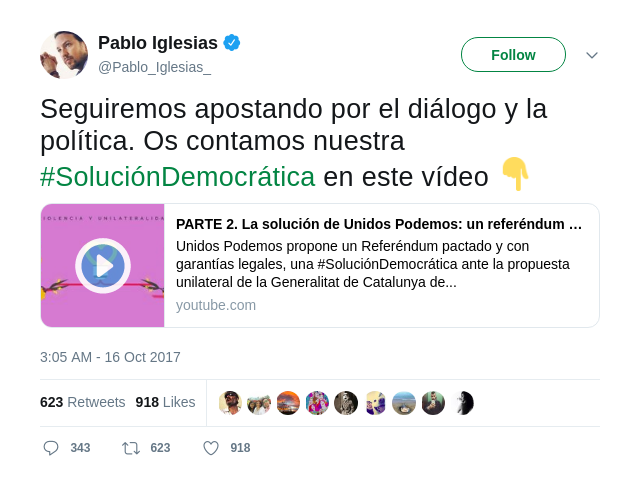 Pablo Iglesias
@Pablo_Iglesias_
Follow
Seguiremos apostando por el diálogo y la
política. Os contamos nuestra
#SoluciónDemocrática en este vídeo 👇
IOLENCIA Y UNILATERALIDA
PARTE 2. La solución de Unidos Podemos: un referéndum …
Unidos Podemos propone un Referéndum pactado y con
garantías legales, una #SoluciónDemocrática ante la propuesta
unilateral de la Generalitat de Catalunya de...
youtube.com
3:05 AM - 16 Oct 2017
623 Retweets 918 Likes
343 623 918